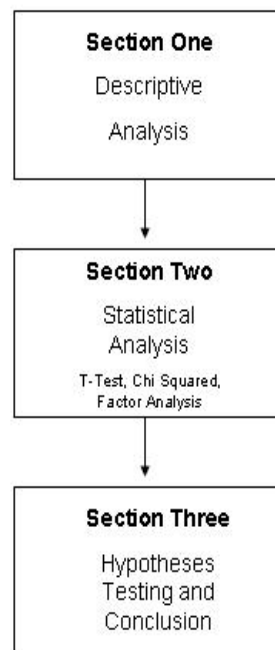 Section One
Descriptive
Analysis
Section Two
Statistical
Analysis
T-Test, Chi Squared,
Factor Analysis
Section Three
Hypotheses
Testing and
Conclusion